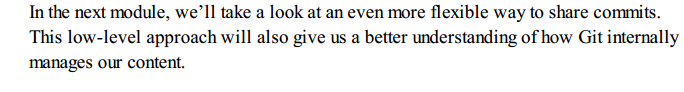 In the next module, we’ll take a look at an even more flexible way to share commits.
This low-level approach will also give us a better understanding of how Git internally
manages our content.